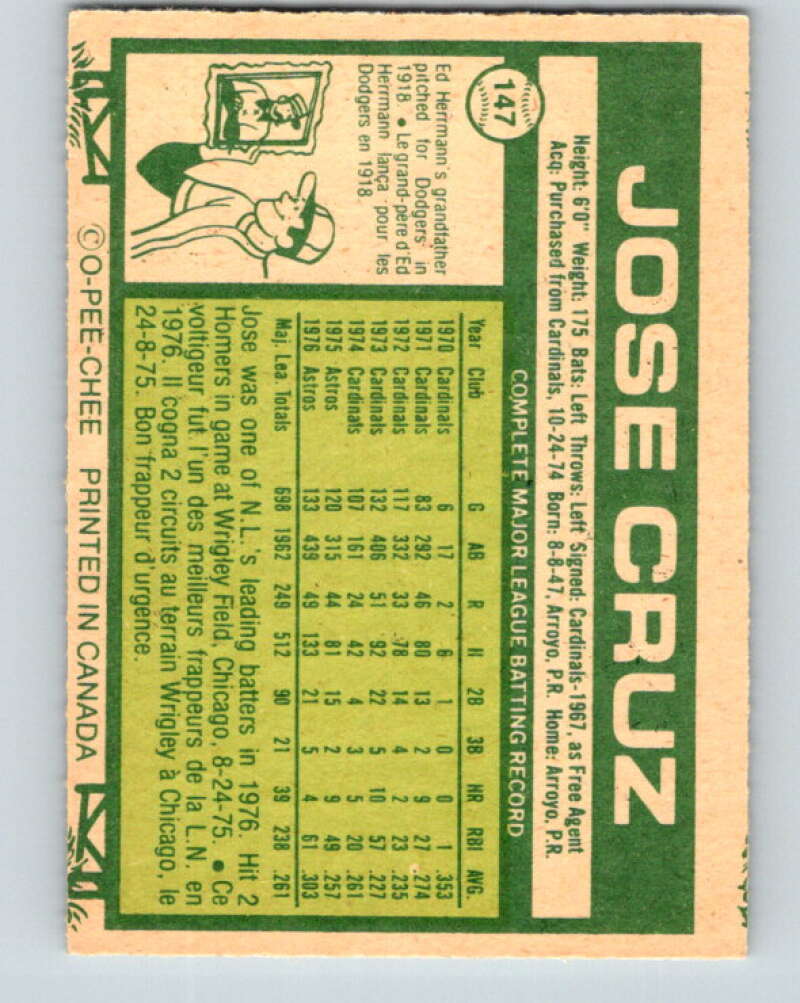 147
JOSE CRUZ
Height: 6'0" Weight: 175 Bats: Left Throws: Left Signed: Cardinals-1967, as Free Agent
Acq: Purchased from Cardinals, 10-24-74 Born: 8-8-47, Arroyo, P.R. Home: Arroyo, P.R.
COMPLETE MAJOR LEAGUE BATTING RECORD
Year Club G AB R H 2B 3B HR RBI AVG.
1970 Cardinals 6 17 2 6 1 0 0 1 .353
1971 Cardinals 83 292 46 80 13 2 9 27 .274
1972 Cardinals 117 332 33 78 14 4 2 23 .235
1973 Cardinals 132 406 51 92 22 5 10 57 .227
1974 Cardinals 107 161 24 42 4 3 5 20 .261
1975 Astros 120 315 44 81 15 2 9 49 .257
1976 Astros 133 439 49 133 21 5 4 61 .303
Maj. Lea. Totals 698 1962 249 512 90 21 39 238 .261
Jose was one of N.L.'s leading batters in 1976. Hit 2
Homers in game at Wrigley Field, Chicago, 8-24-75. • Ce
voltigeur fut l'un des meilleurs frappeurs de la L.N. en
1976. Il cogna 2 circuits au terrain Wrigley à Chicago, le
24-8-75. Bon frappeur d'urgence.
Ed Herrmann's grandfather
pitched for Dodgers in
1918 • Le grand-père d'Ed
Herrmann lança pour les
Dodgers en 1918.
©O-PEE-CHEE PRINTED IN CANADA